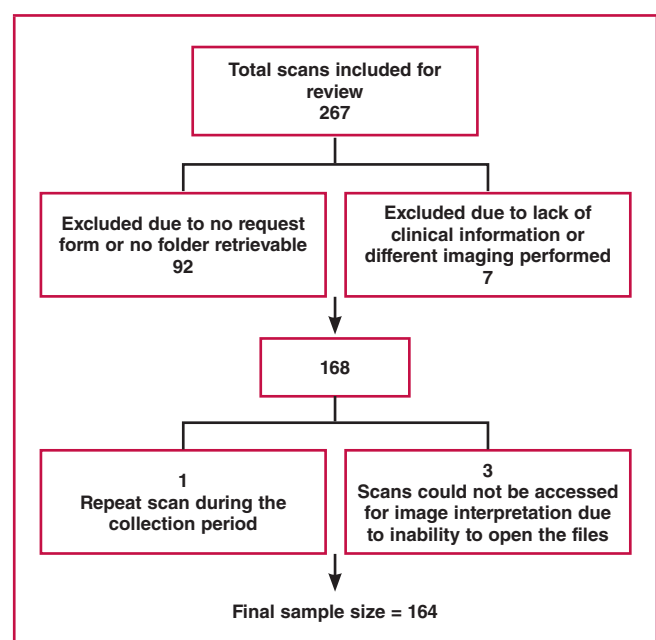 Total scans included for
review
267
Excluded due to no request
form or no folder retrievable
92
Excluded due to lack of
clinical information or
different imaging performed
7
168
1
Repeat scan during the
collection period
3
Scans could not be accessed
for image interpretation due
to inability to open the files
Final sample size = 164